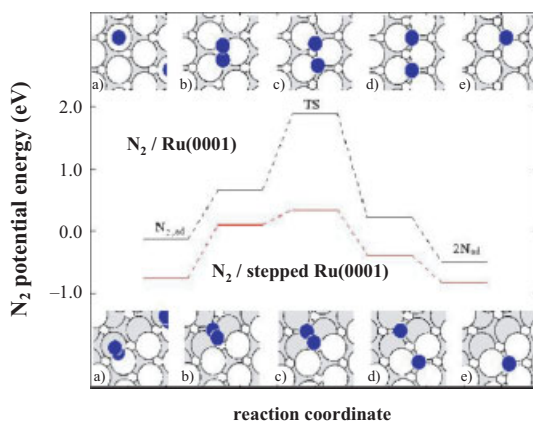 a)
b)
c)
d)
e)
N₂ potential energy (eV)
2.0
1.0
0.0
−1.0
TS
N₂ / Ru(0001)
N₂,ad
2Nad
N₂ / stepped Ru(0001)
a)
b)
c)
d)
e)
reaction coordinate